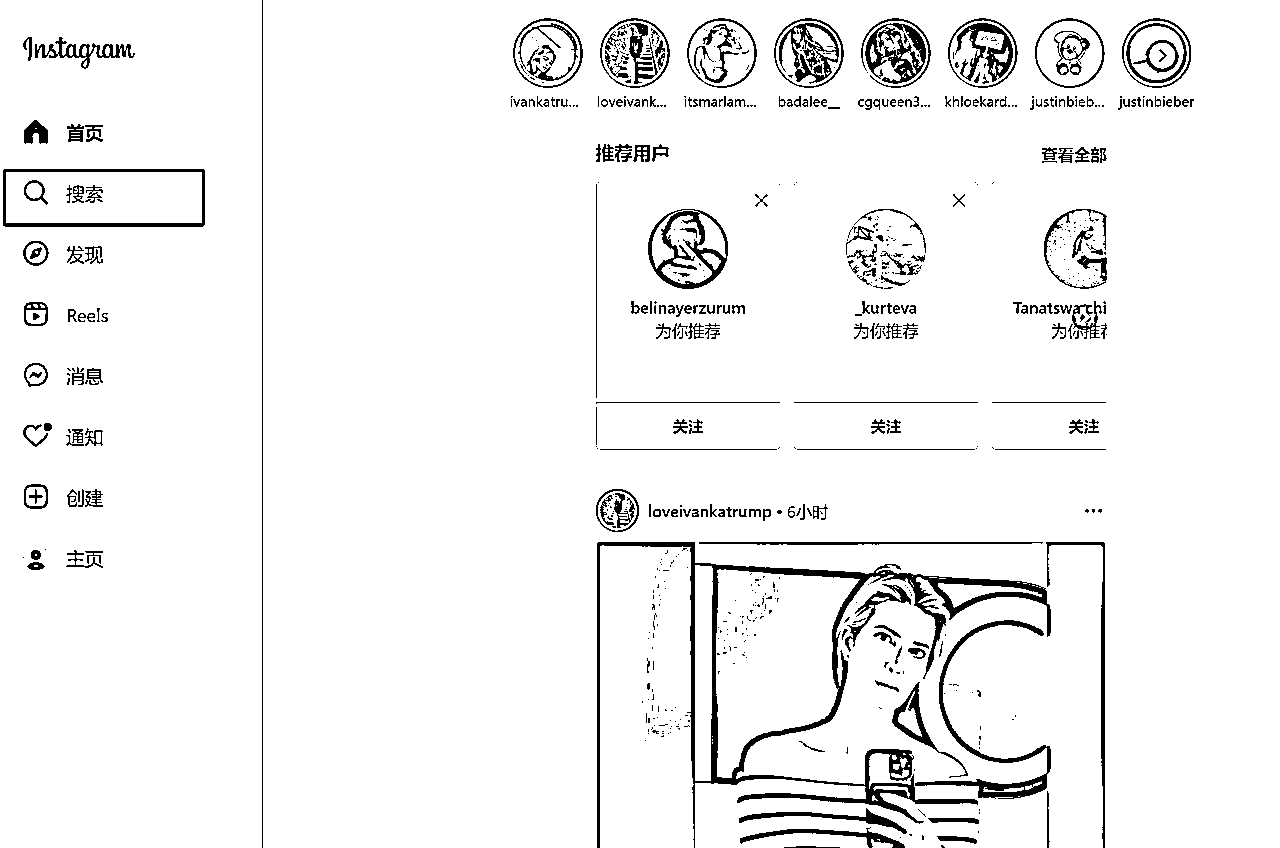 Instagram
首页
搜索
发现
Reels
消息
通知
创建
主页
ivankatru...
loveivank...
itsmarlam...
badalee__
cgqueen3...
khloekard...
justinbieb...
justinbieber
推荐用户
查看全部
belinayerzurum
为你推荐
关注
_kurteva
为你推荐
关注
Tanatswa chi
为你推荐
关注
loveivankatrump • 6小时